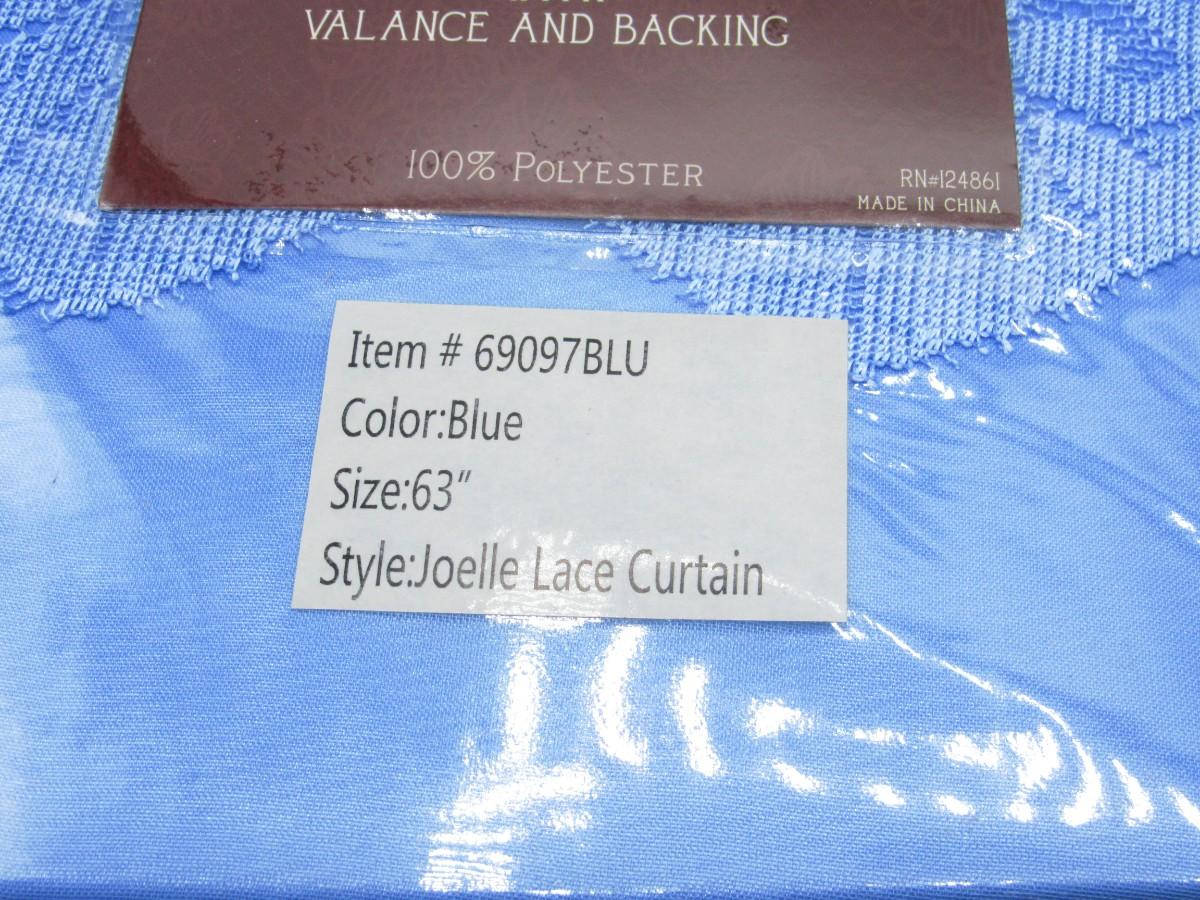 VALANCE AND BACKING
100% POLYESTER
RN#124861
MADE IN CHINA
Item # 69097BLU
Color:Blue
Size:63"
Style:Joelle Lace Curtain